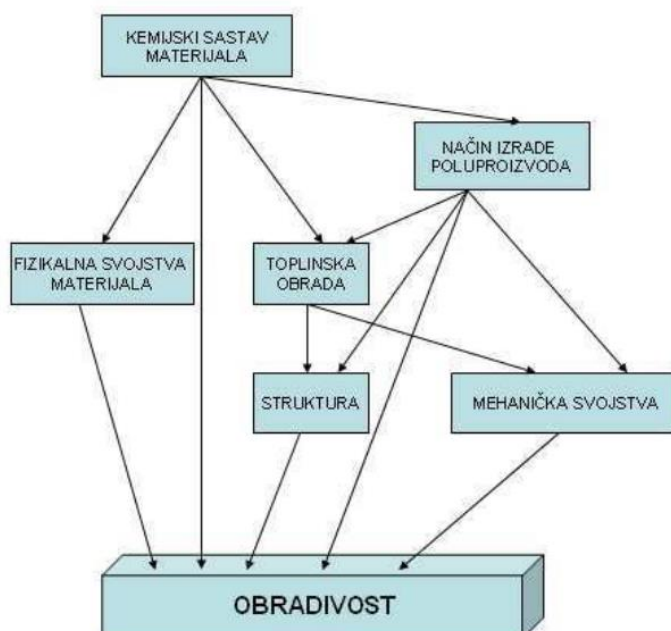 KEMIJSKI SASTAV
MATERIJALA
NAČIN IZRADE
POLUPROIZVODA
FIZIKALNA SVOJSTVA
MATERIJALA
TOPLINSKA
OBRADA
STRUKTURA
MEHANIČKA SVOJSTVA
OBRADIVOST